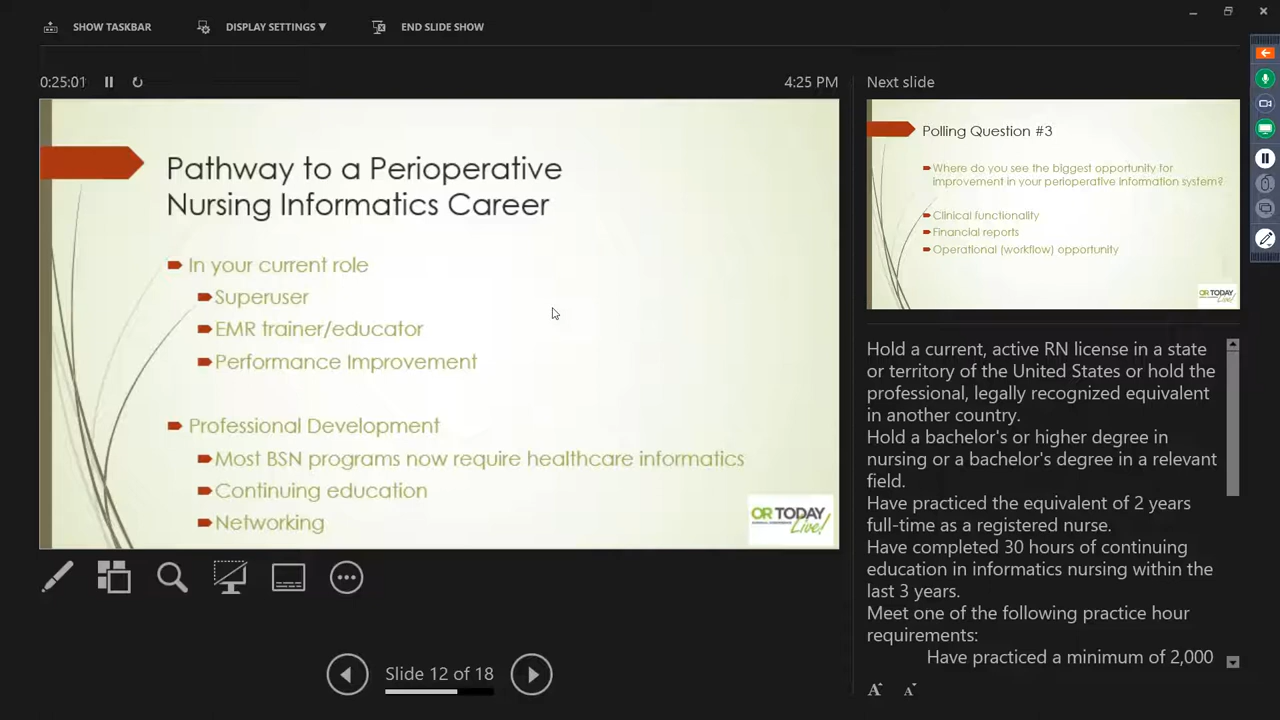 SHOW TASKBAR
DISPLAY SETTINGS ▼
END SLIDE SHOW
0:25:01
4:25 PM
Pathway to a Perioperative
Nursing Informatics Career
In your current role
Superuser
EMR trainer/educator
Performance Improvement
Professional Development
Most BSN programs now require healthcare informatics
Continuing education
Networking
OR TODAY
Live!
Slide 12 of 18
Next slide
Polling Question #3
Where do you see the biggest opportunity for
improvement in your perioperative information system?
Clinical functionality
Financial reports
Operational (workflow) opportunity
OR TODAY
Live!
Hold a current, active RN license in a state
or territory of the United States or hold the
professional, legally recognized equivalent
in another country.
Hold a bachelor's or higher degree in
nursing or a bachelor's degree in a relevant
field.
Have practiced the equivalent of 2 years
full-time as a registered nurse.
Have completed 30 hours of continuing
education in informatics nursing within the
last 3 years.
Meet one of the following practice hour
requirements:
Have practiced a minimum of 2,000
A A